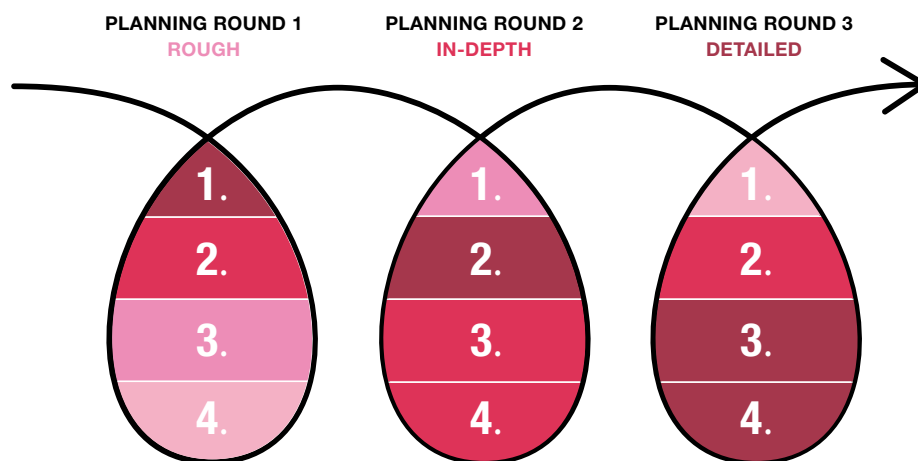 PLANNING ROUND 1
ROUGH
1.
2.
3.
4.
PLANNING ROUND 2
IN-DEPTH
1.
2.
3.
4.
PLANNING ROUND 3
DETAILED
1.
2.
3.
4.